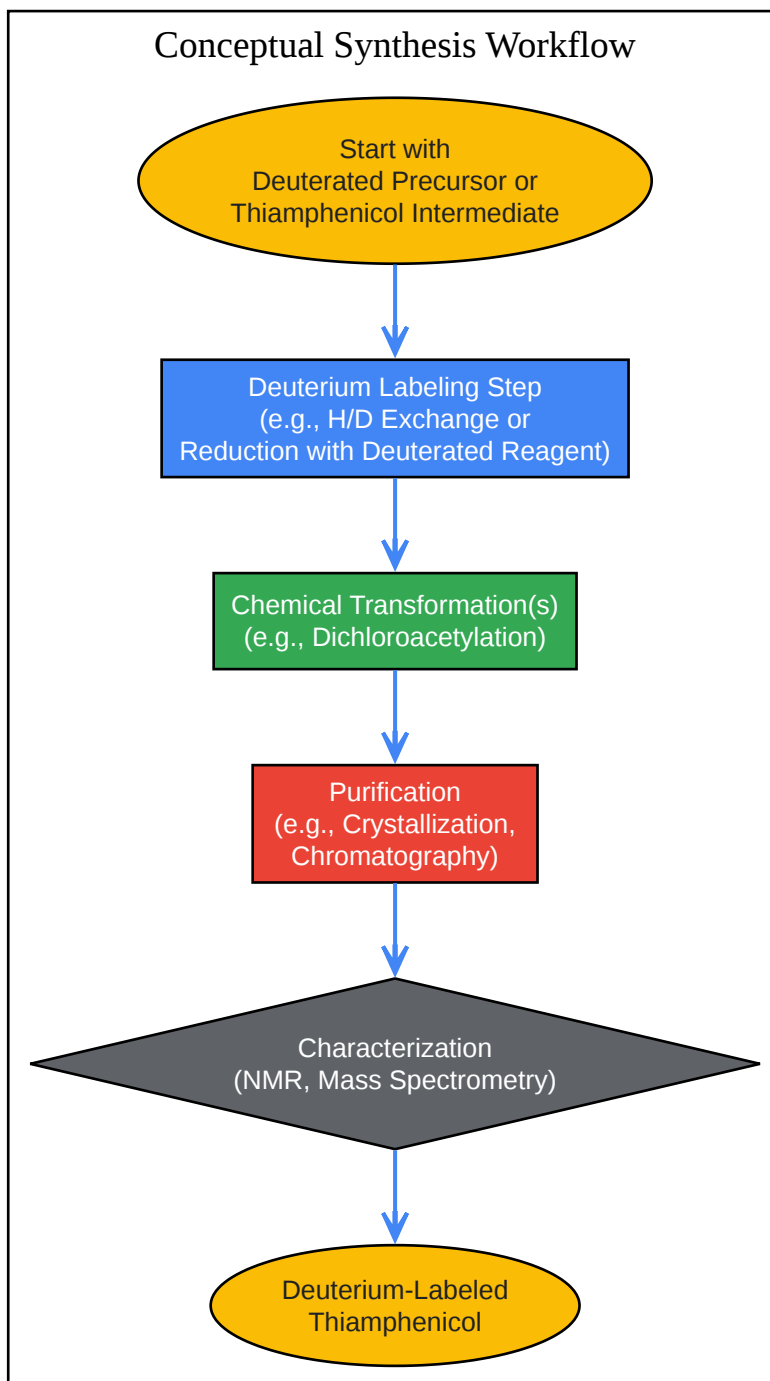 Conceptual Synthesis Workflow
Start with
Deuterated Precursor or
Thiamphenicol Intermediate
Deuterium Labeling Step
(e.g., H/D Exchange or
Reduction with Deuterated Reagent)
Chemical Transformation(s)
(e.g., Dichloroacetylation)
Purification
(e.g., Crystallization,
Chromatography)
Characterization
(NMR, Mass Spectrometry)
Deuterium-Labeled
Thiamphenicol